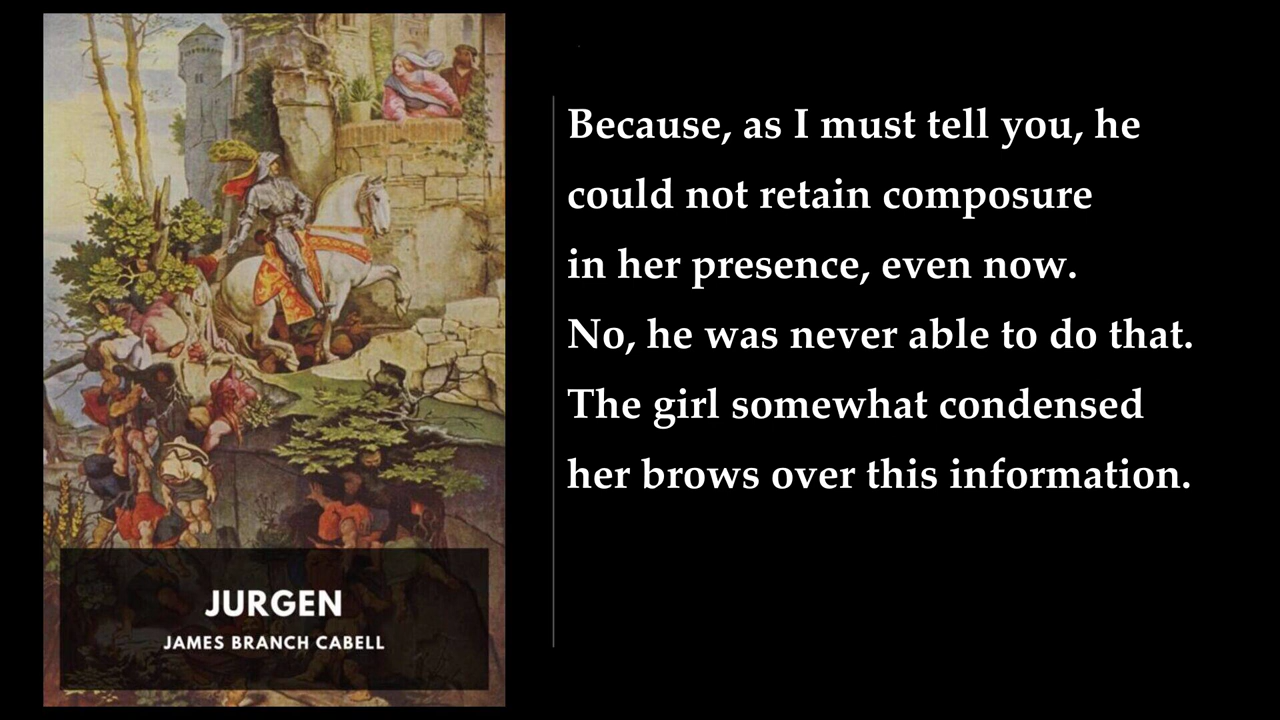 JURGEN
JAMES BRANCH CABELL
Because, as I must tell you, he
could not retain composure
in her presence, even now.
No, he was never able to do that.
The girl somewhat condensed
her brows over this information.